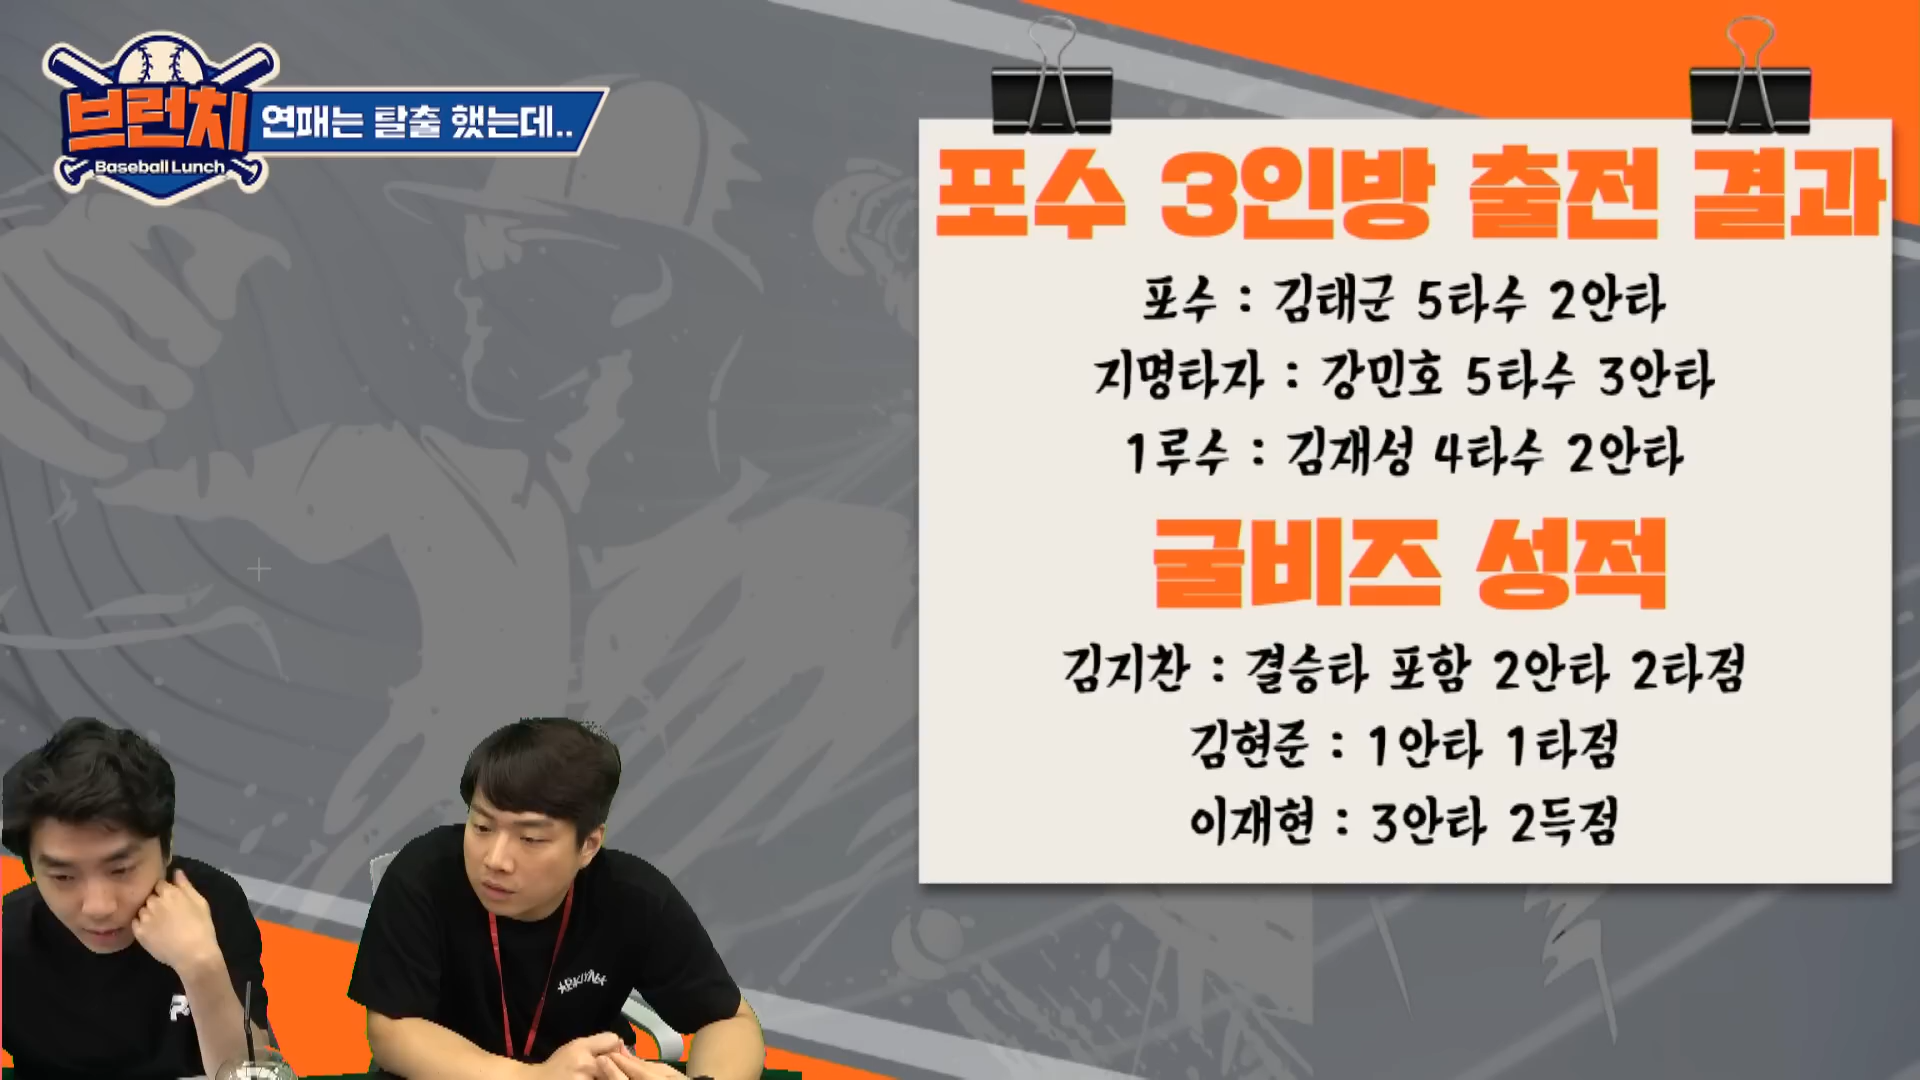 브런치
Baseball Lunch
연패는 탈출 했는데..
포수 3인방 출전 결과
포수 : 김태군 5타수 2안타
지명타자 : 강민호 5타수 3안타
1루수 : 김재성 4타수 2안타
굴비즈 성적
김지찬 : 결승타 포함 2안타 2타점
김현준 : 1안타 1타점
이재현 : 3안타 2득점